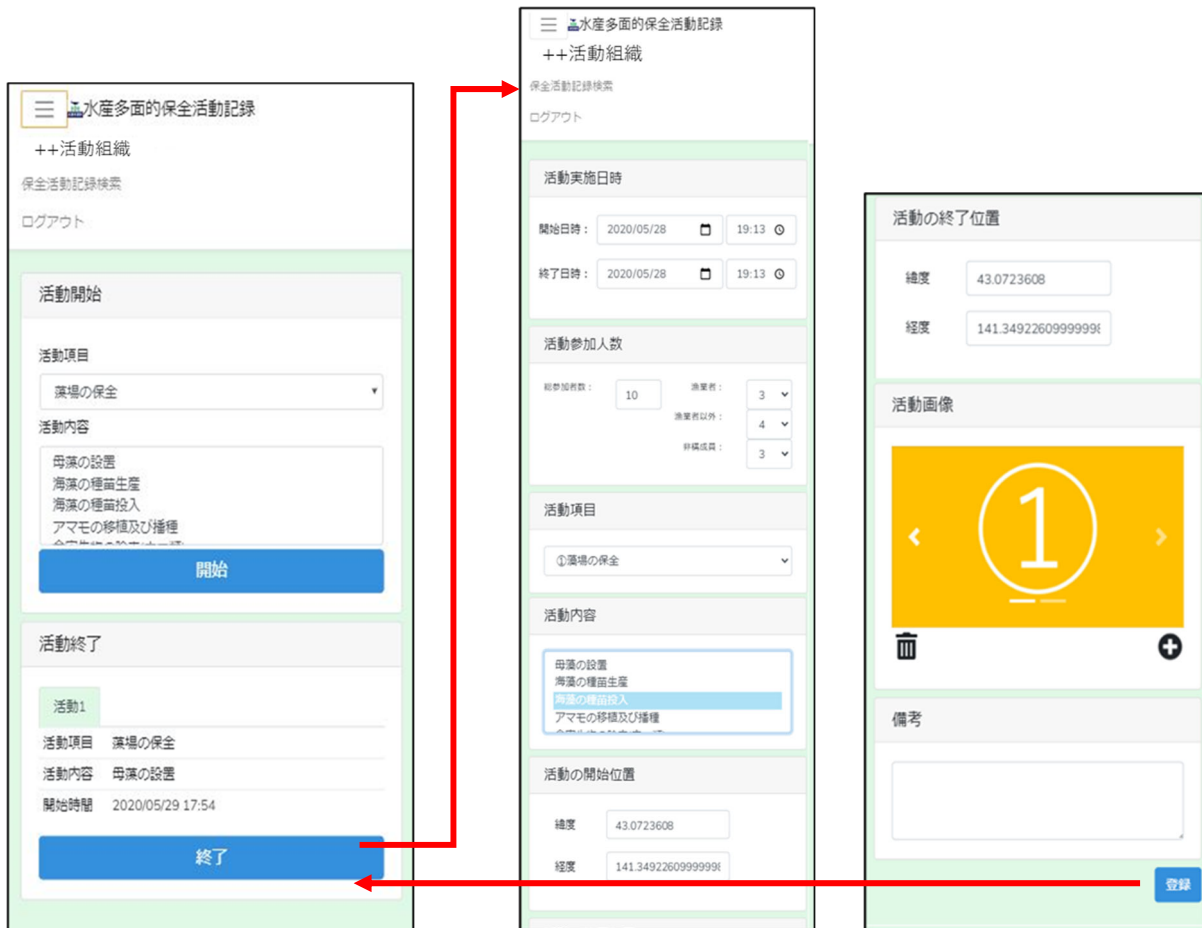 水産多面的保全活動記録
++活動組織
保全活動記録検索
ログアウト
活動開始
活動項目
藻場の保全
活動内容
母藻の設置
海藻の種苗生産
海藻の種苗投入
アマモの移植及び播種
開始
活動終了
活動1
活動項目 藻場の保全
活動内容 母藻の設置
開始時間 2020/05/29 17:54
終了
水産多面的保全活動記録
++活動組織
保全活動記録検索
ログアウト
活動実施日時
開始日時： 2020/05/28 19:13
終了日時： 2020/05/28 19:13
活動参加人数
総参加者数： 10 漁業者： 3
漁業者以外： 4
非構成員： 3
活動項目
①藻場の保全
活動内容
母藻の設置
海藻の種苗生産
海藻の種苗投入
アマモの移植及び播種
活動の開始位置
緯度 43.0723608
経度 141.3492260999999
活動の終了位置
緯度 43.0723608
経度 141.3492260999999
活動画像
1
備考
登録